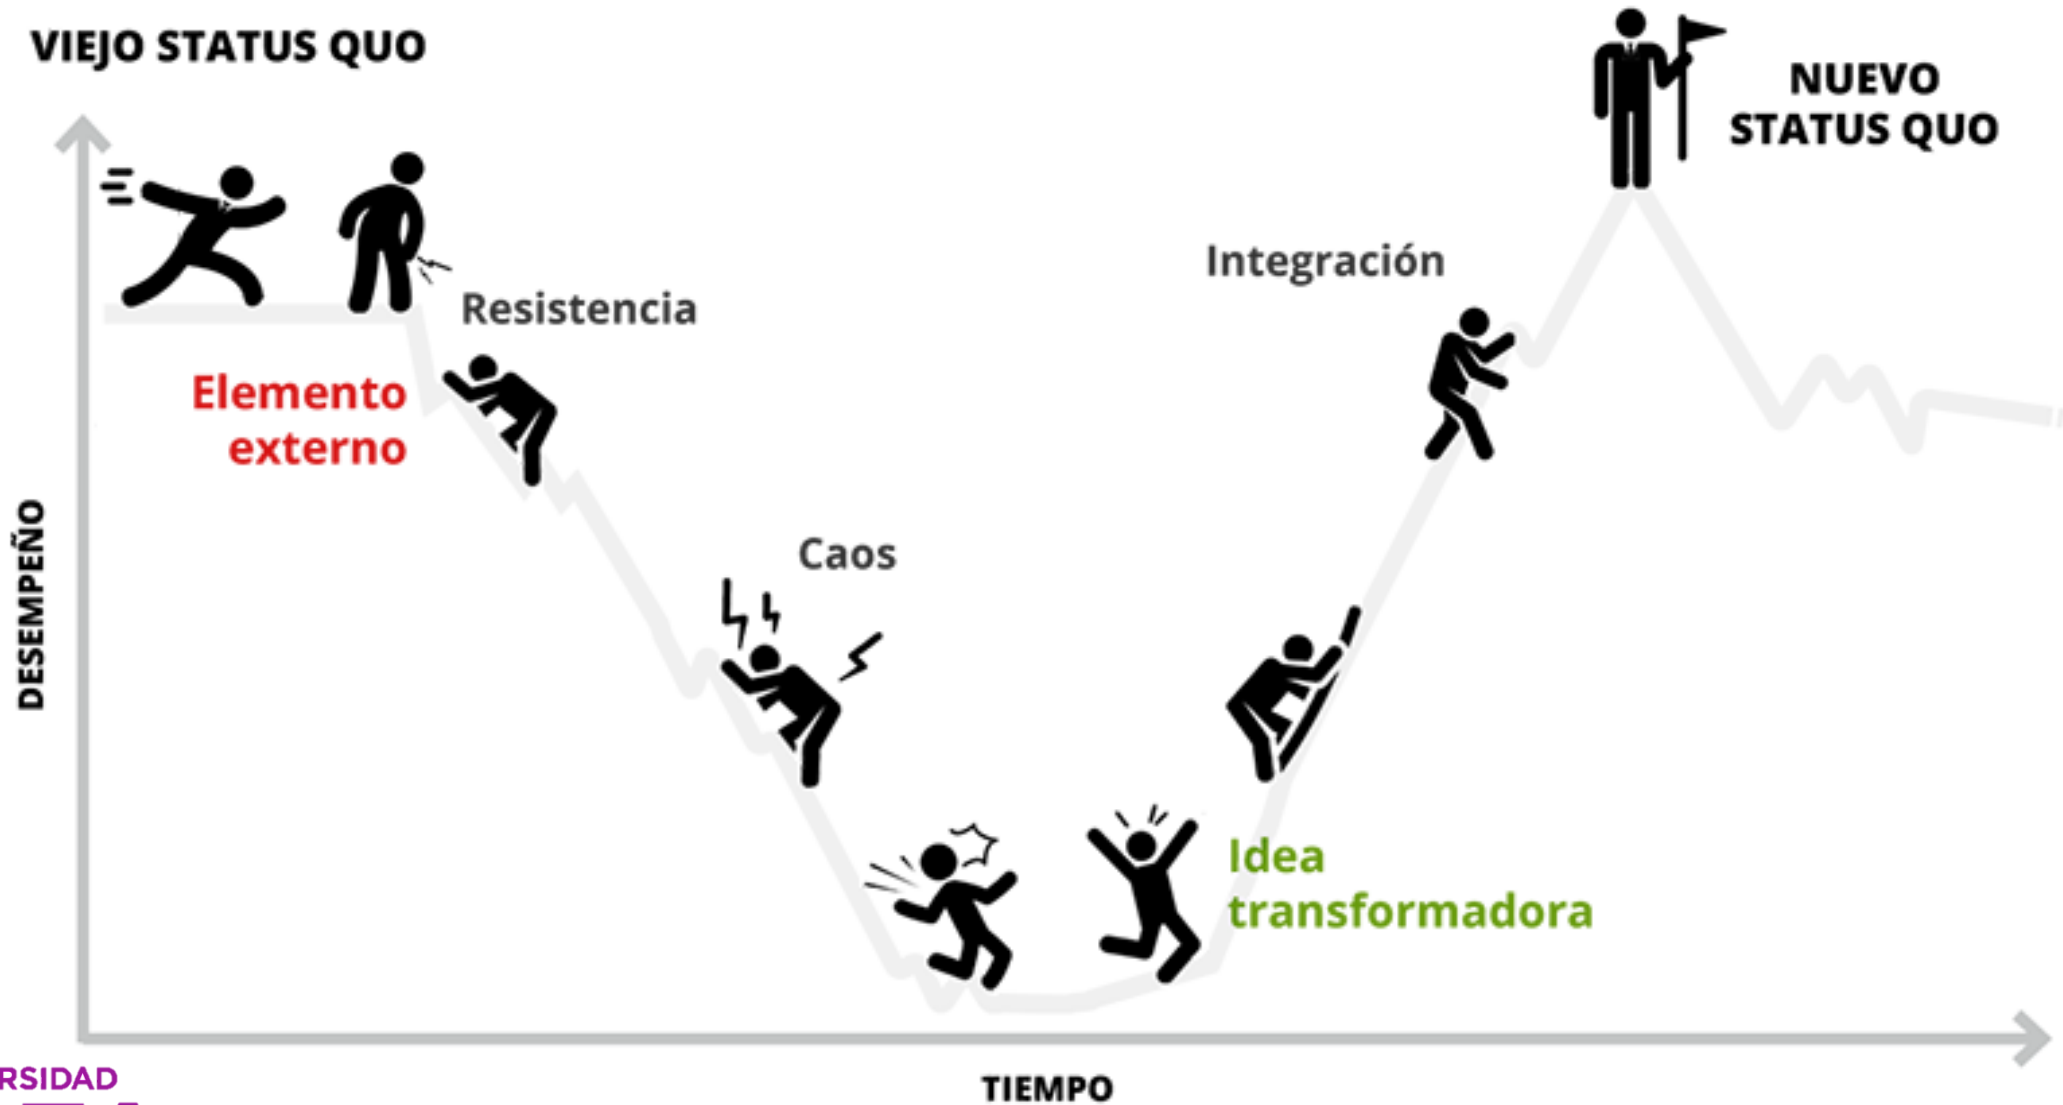 VIEJO STATUS QUO
NUEVO
STATUS QUO
Integración
Resistencia
Elemento
externo
Caos
DESEMPEÑO
Idea
transformadora
RSIDAD
TIEMPO